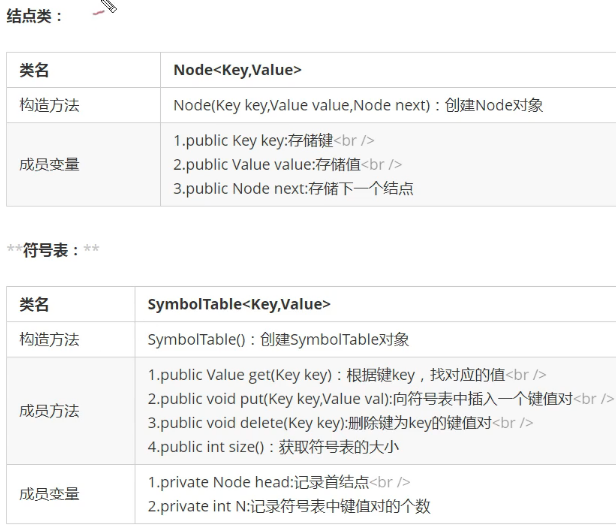 结点类：
类名 Node<Key,Value>
构造方法 Node(Key key,Value value,Node next)：创建Node对象
成员变量
1.public Key key:存储键<br />
2.public Value value:存储值<br />
3.public Node next:存储下一个结点
**符号表：**
类名 SymbolTable<Key,Value>
构造方法 SymbolTable()：创建SymbolTable对象
成员方法
1.public Value get(Key key)：根据键key，找对应的值<br />
2.public void put(Key key,Value val):向符号表中插入一个键值对<br />
3.public void delete(Key key):删除键为key的键值对<br />
4.public int size()：获取符号表的大小
成员变量
1.private Node head:记录首结点<br />
2.private int N:记录符号表中键值对的个数